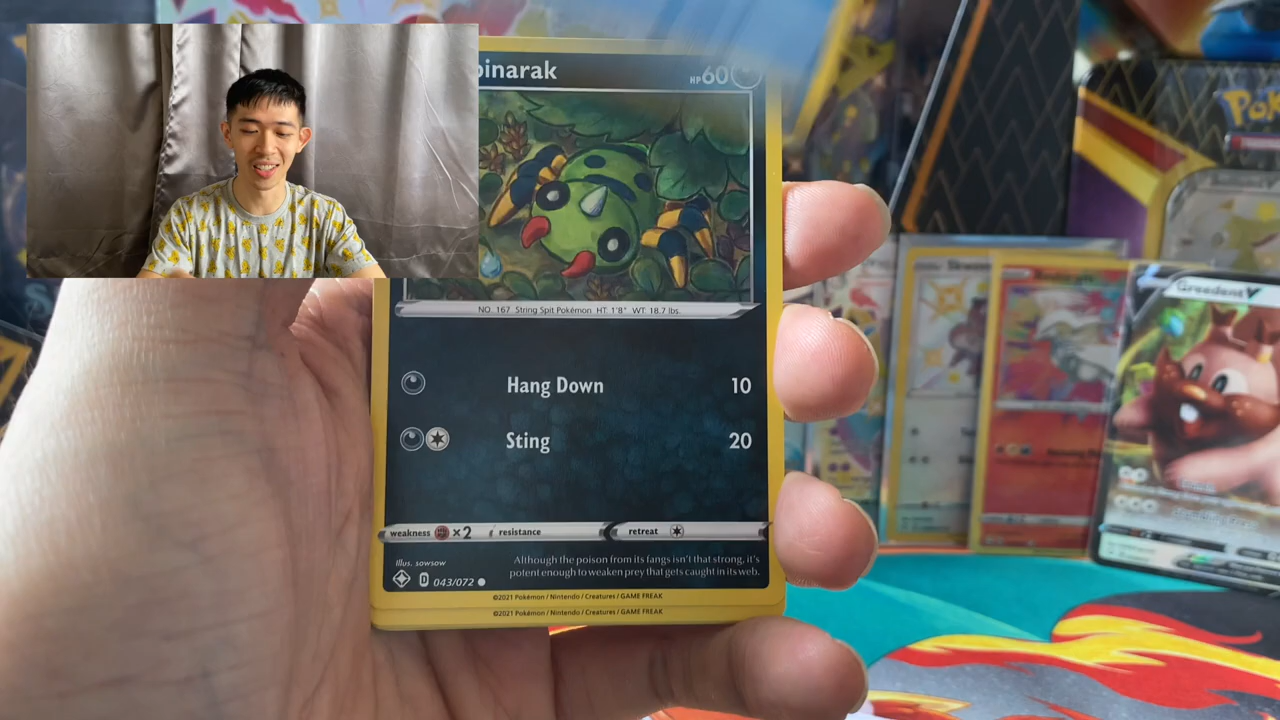 pinarak HP60
NO. 167 String Spit Pokémon HT: 1'8" WT: 18.7 lbs.
Hang Down 10
Sting 20
weakness ×2 resistance retreat
Illus. sowsow
Although the poison from its fangs isn't that strong, it's
potent enough to weaken prey that gets caught in its web.
D 043/072
©2021 Pokémon / Nintendo / Creatures / GAME FREAK
©2021 Pokémon / Nintendo / Creatures / GAME FREAK
Greedent V